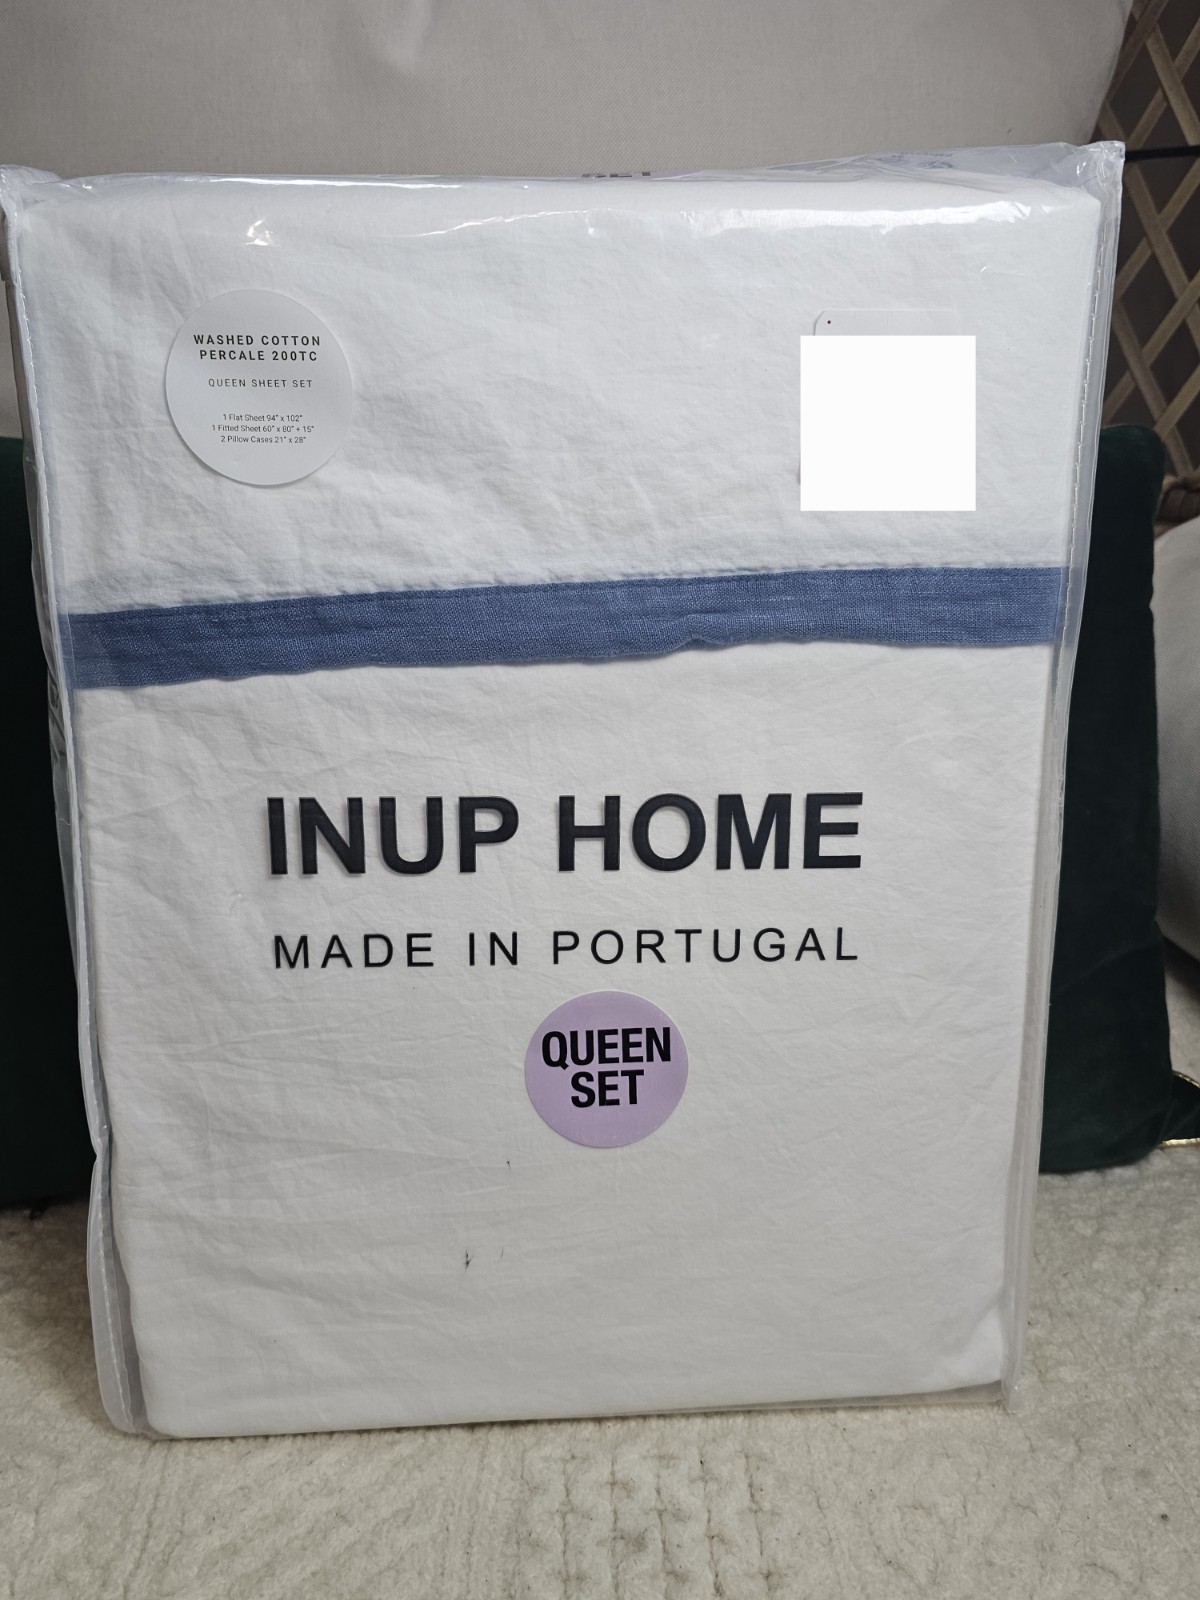 WASHED COTTON
PERCALE 200TC
QUEEN SHEET SET
1 Flat Sheet 94" x 102"
1 Fitted Sheet 60" x 80" + 15"
2 Pillow Cases 21" x 28"
INUP HOME
MADE IN PORTUGAL
QUEEN
SET